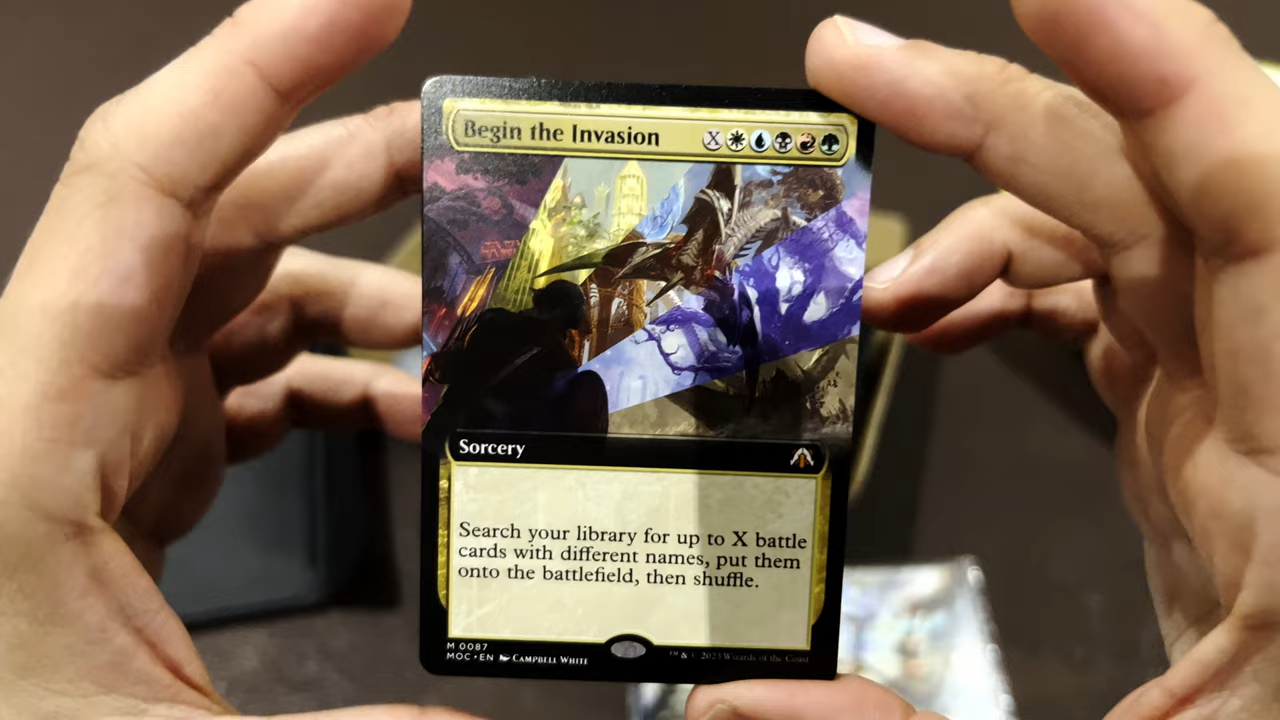 Begin the Invasion X
Sorcery
Search your library for up to X battle
cards with different names, put them
onto the battlefield, then shuffle.
M 0087
MOC • EN Campbell White
™ & © 2023 Wizards of the Coast